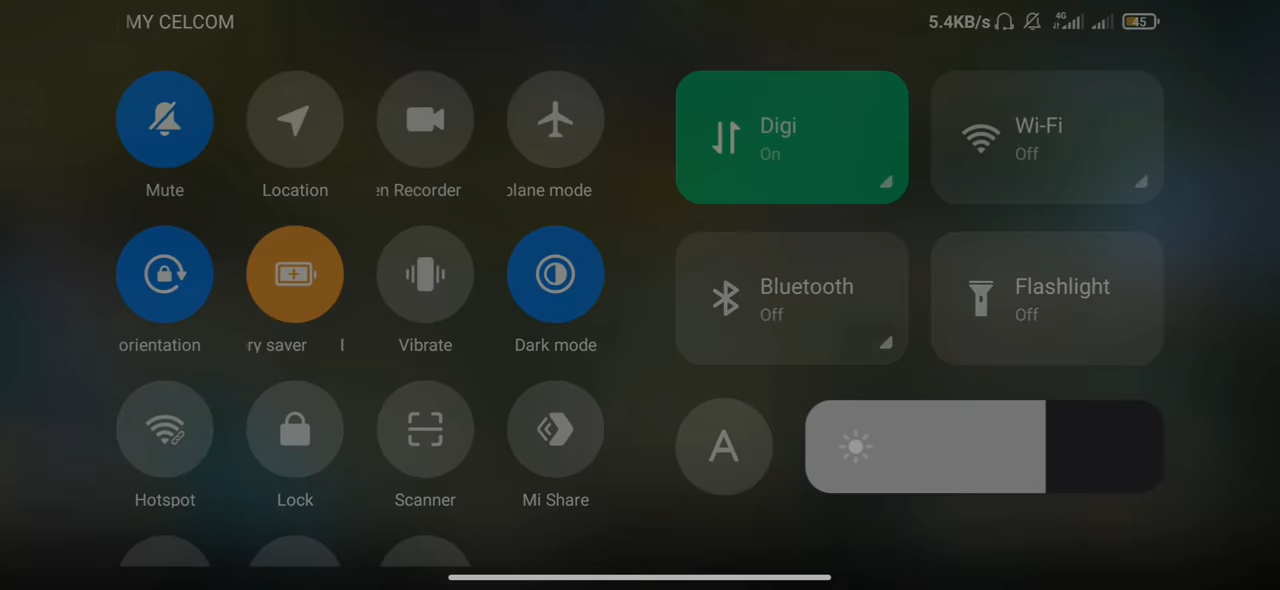 MY CELCOM
5.4KB/s 4G 45
Mute
Location
n Recorder
plane mode
orientation
ry saver
Vibrate
Dark mode
Hotspot
Lock
Scanner
Mi Share
Digi
On
Wi-Fi
Off
Bluetooth
Off
Flashlight
Off
A